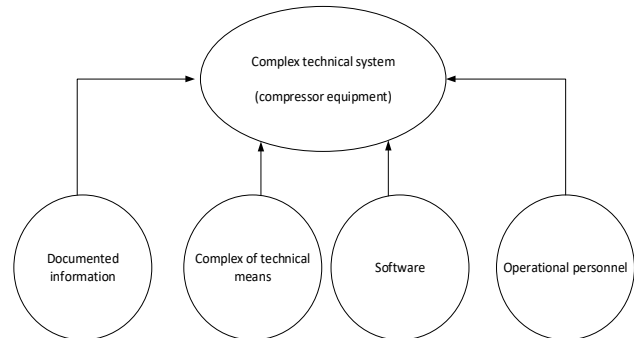 Complex technical system
(compressor equipment)
Documented
information
Complex of technical
means
Software
Operational personnel